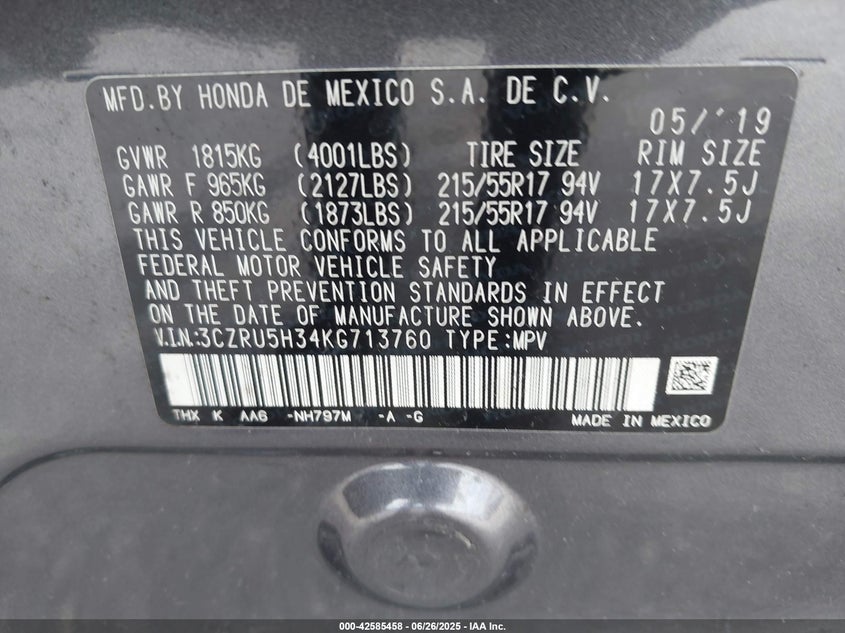 MFD.BY HONDA DE MEXICO S.A. DE C.V.
05/'19
GVWR 1815KG (4001LBS) TIRE SIZE RIM SIZE
GAWR F 965KG (2127LBS) 215/55R17 94V 17X7.5J
GAWR R 850KG (1873LBS) 215/55R17 94V 17X7.5J
THIS VEHICLE CONFORMS TO ALL APPLICABLE
FEDERAL MOTOR VEHICLE SAFETY
AND THEFT PREVENTION STANDARDS IN EFFECT
ON THE DATE OF MANUFACTURE SHOWN ABOVE.
V.I.N.:3CZRU5H34KG713760 TYPE:MPV
THX K AA6 -NH797M -A -G MADE IN MEXICO
000-42585458 - 06/26/2025 - IAA Inc.